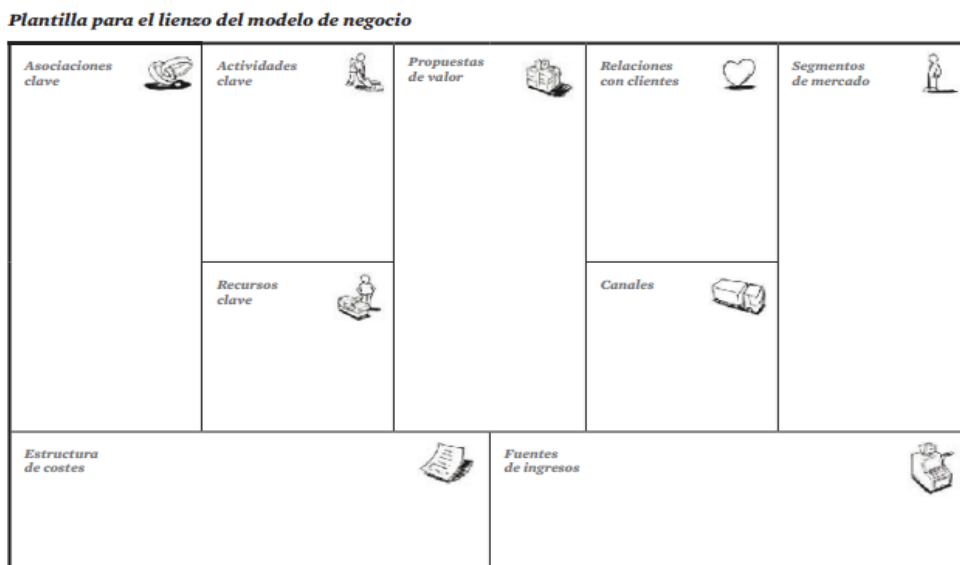 Plantilla para el lienzo del modelo de negocio
Asociaciones
clave
Actividades
clave
Propuestas
de valor
Relaciones
con clientes
Segmentos
de mercado
Recursos
clave
Canales
Estructura
de costes
Fuentes
de ingresos